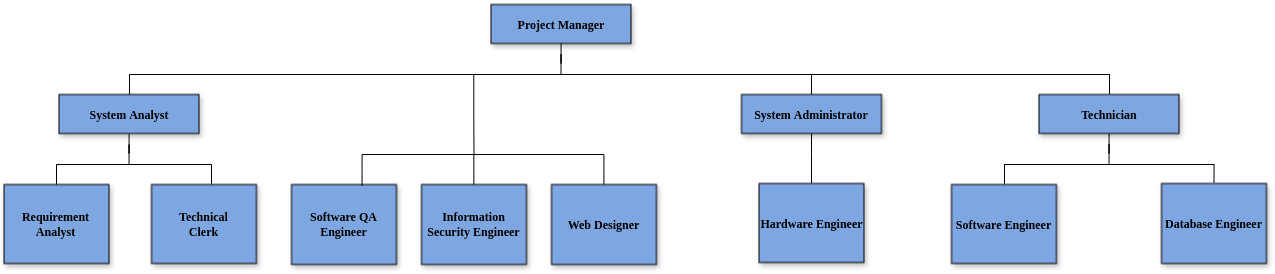 Project Manager
System Analyst
System Administrator
Technician
Requirement
Analyst
Technical
Clerk
Software QA
Engineer
Information
Security Engineer
Web Designer
Hardware Engineer
Software Engineer
Database Engineer